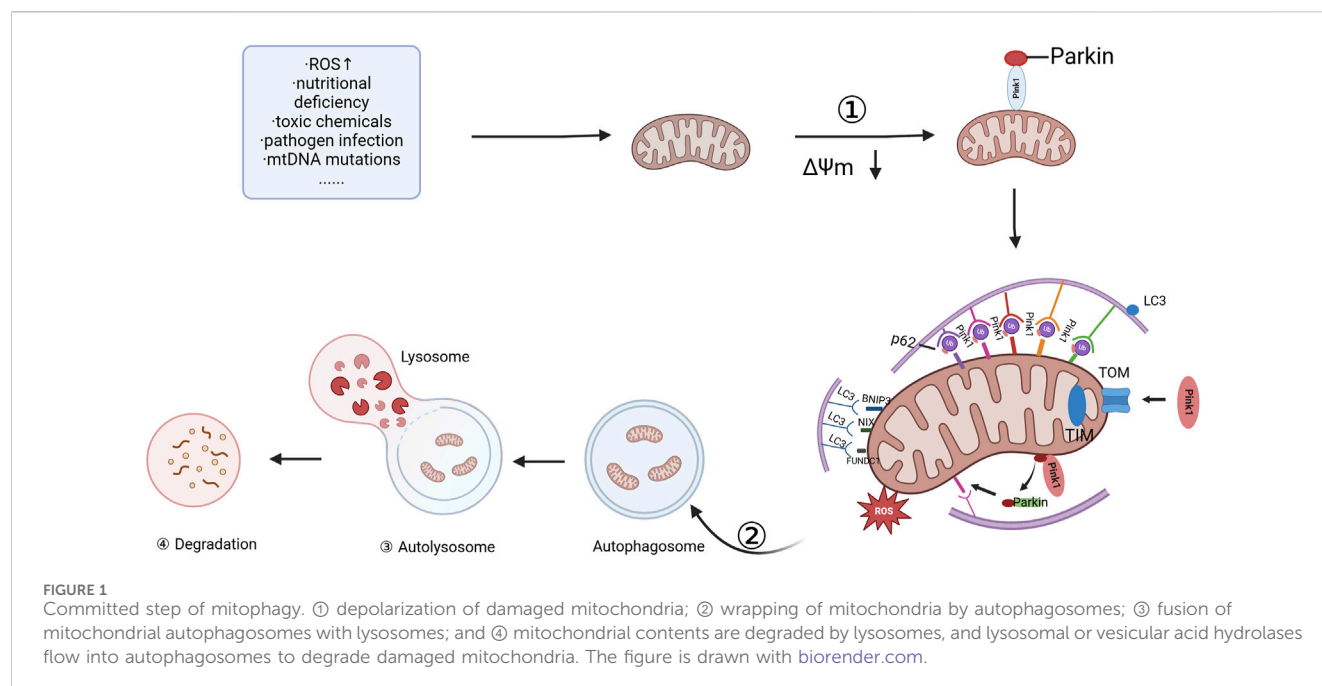 ·ROS↑
·nutritional
deficiency
·toxic chemicals
·pathogen infection
·mtDNA mutations
......
①
ΔΨm ↓
Parkin
Pink1
LC3
p62
Ub
Pink1
Ub
Pink1
Ub
Pink1
Ub
Pink1
Ub
TOM
Pink1
TIM
LC3
BNIP3
LC3
NIX
LC3
FUNDC1
Pink1
Parkin
ROS
②
Lysosome
Autophagosome
③ Autolysosome
④ Degradation
FIGURE 1
Committed step of mitophagy. ① depolarization of damaged mitochondria; ② wrapping of mitochondria by autophagosomes; ③ fusion of
mitochondrial autophagosomes with lysosomes; and ④ mitochondrial contents are degraded by lysosomes, and lysosomal or vesicular acid hydrolases
flow into autophagosomes to degrade damaged mitochondria. The figure is drawn with biorender.com.